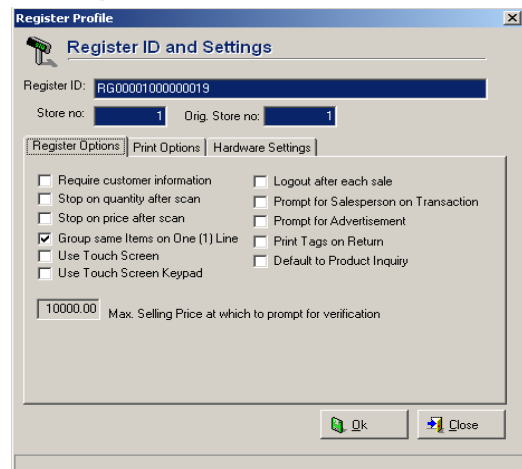 Register Profile
Register ID and Settings
Register ID: RG00001000000019
Store no: 1 Orig. Store no: 1
Register Options Print Options Hardware Settings
Require customer information
Stop on quantity after scan
Stop on price after scan
Group same Items on One (1) Line
Use Touch Screen
Use Touch Screen Keypad
Logout after each sale
Prompt for Salesperson on Transaction
Prompt for Advertisement
Print Tags on Return
Default to Product Inquiry
10000.00 Max. Selling Price at which to prompt for verification
Ok Close